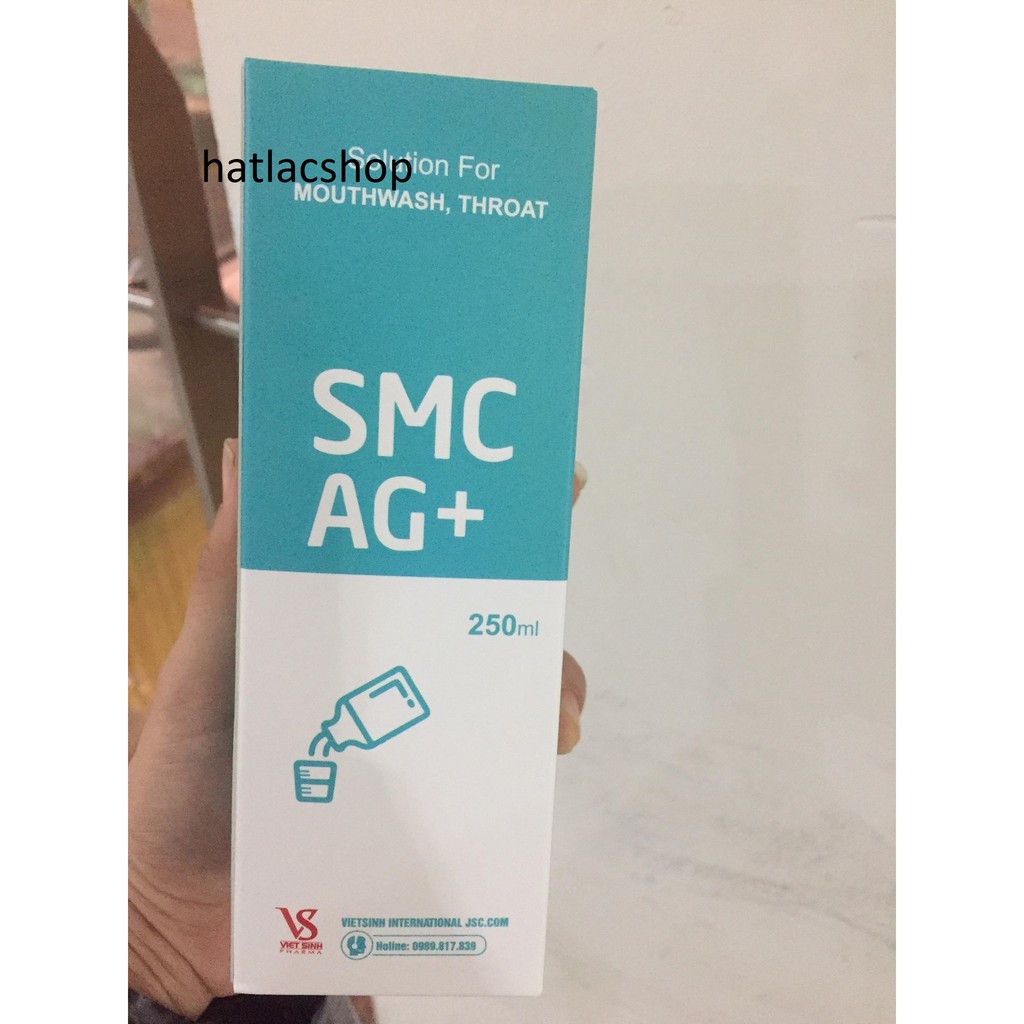 Solution For
hatlacshop
MOUTHWASH, THROAT
SMC
AG+
250ml
VS
VIET SINH
PHARMA
VIETSINH INTERNATIONAL JSC.COM
Holine: 0989.817.839